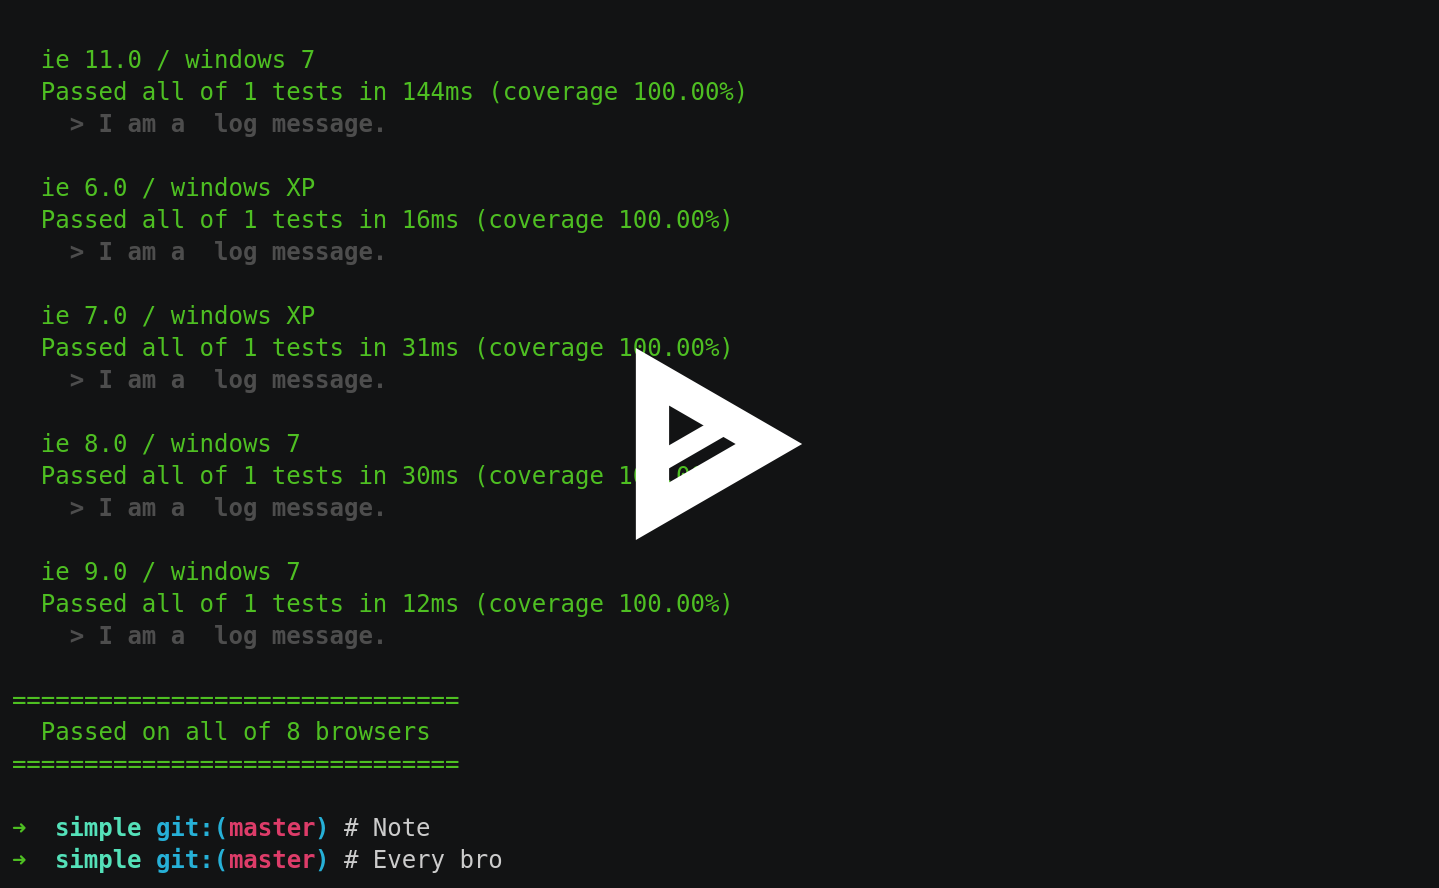 ie 11.0 / windows 7
Passed all of 1 tests in 144ms (coverage 100.00%)
> I am a  log message.
ie 6.0 / windows XP
Passed all of 1 tests in 16ms (coverage 100.00%)
> I am a  log message.
ie 7.0 / windows XP
Passed all of 1 tests in 31ms (coverage 100.00%)
> I am a  log message.
ie 8.0 / windows 7
Passed all of 1 tests in 30ms (coverage
> I am a  log message.
ie 9.0 / windows 7
Passed all of 1 tests in 12ms (coverage 100.00%)
> I am a  log message.
===============================
Passed on all of 8 browsers
===============================
➜  simple git:(master) # Note
➜  simple git:(master) # Every bro